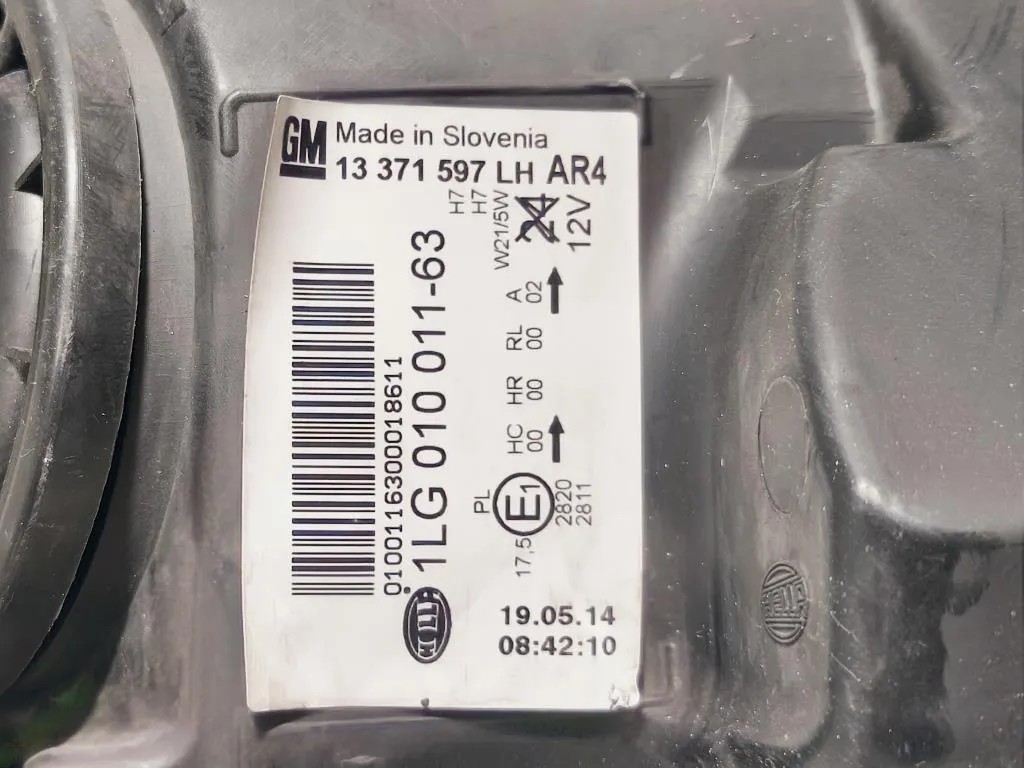 GM
Made in Slovenia
13 371 597 LH AR4
H7
H7
W21/5W
24
12V
010011630001861​1
1LG 010 011-63
HELLA
HC HR RL A
00 00 00 02
PL
E1
17,5
2820
2811
19.05.14
08:42:10
HELLA